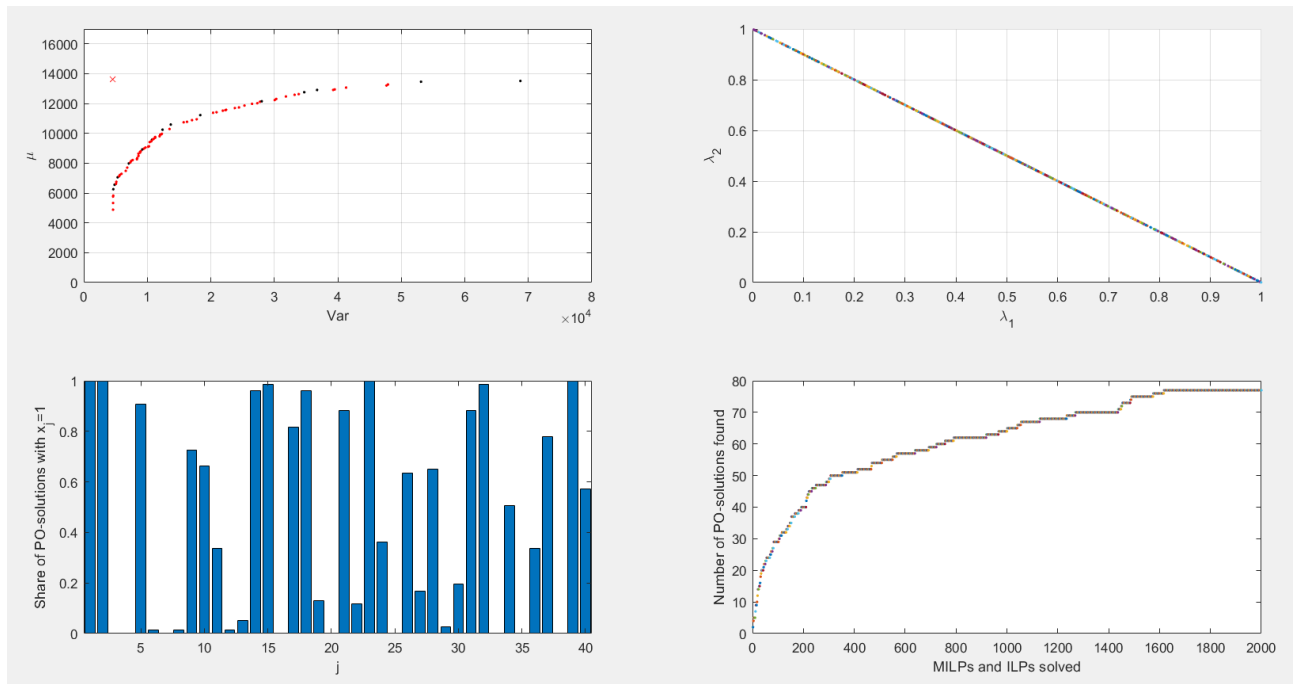 16000
14000
12000
10000
8000
6000
4000
2000
0
μ
0 1 2 3 4 5 6 7 8
Var
×10⁴
1
0.8
0.6
0.4
0.2
0
λ₂
0 0.1 0.2 0.3 0.4 0.5 0.6 0.7 0.8 0.9 1
λ₁
1
0.8
0.6
0.4
0.2
0
Share of PO-solutions with xⱼ=1
5 10 15 20 25 30 35 40
j
80
70
60
50
40
30
20
10
0
Number of PO-solutions found
0 200 400 600 800 1000 1200 1400 1600 1800 2000
MILPs and ILPs solved